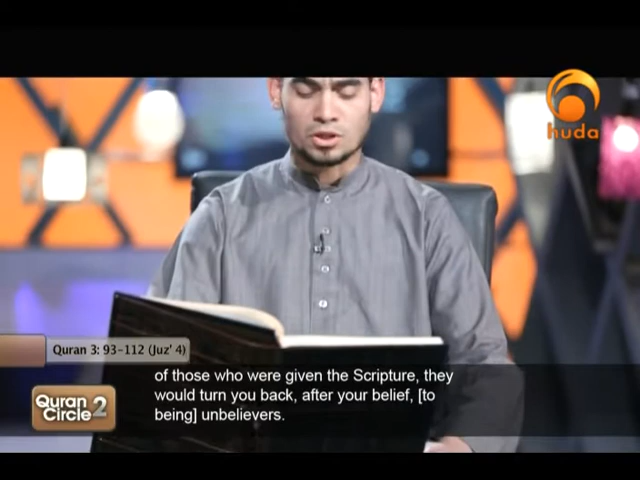 huda
Quran 3: 93-112 (Juz' 4)
of those who were given the Scripture, they
would turn you back, after your belief, [to
being] unbelievers.
Quran
Circle 2